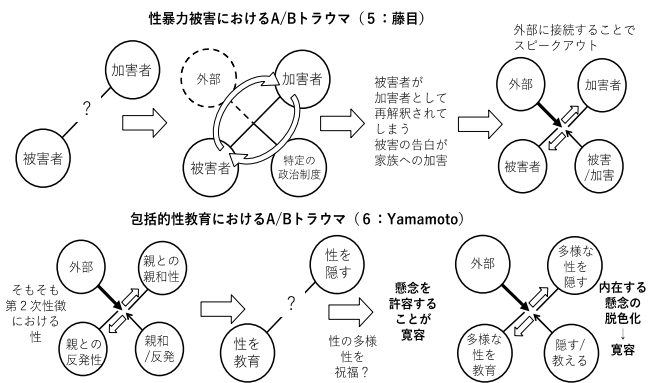 性暴力被害におけるA/Bトラウマ（５：藤目）
加害者
？
被害者
外部
加害者
被害者
特定の
政治制度
被害者が
加害者として
再解釈されて
しまう
被害の告白が
家族への加害
外部に接続することで
スピークアウト
外部
加害者
被害者
被害
/加害
包括的性教育におけるA/Bトラウマ（６：Yamamoto）
そもそも
第２次性徴
における
性
外部
親との
親和性
親との
反発性
親和
/反発
性を
隠す
？
性を
教育
性の多様
性を
祝福？
懸念を
許容する
ことが
寛容
外部
多様な
性を
隠す
多様な
性を
教育
隠す/
教える
内在する
懸念の
脱色化
↓
寛容